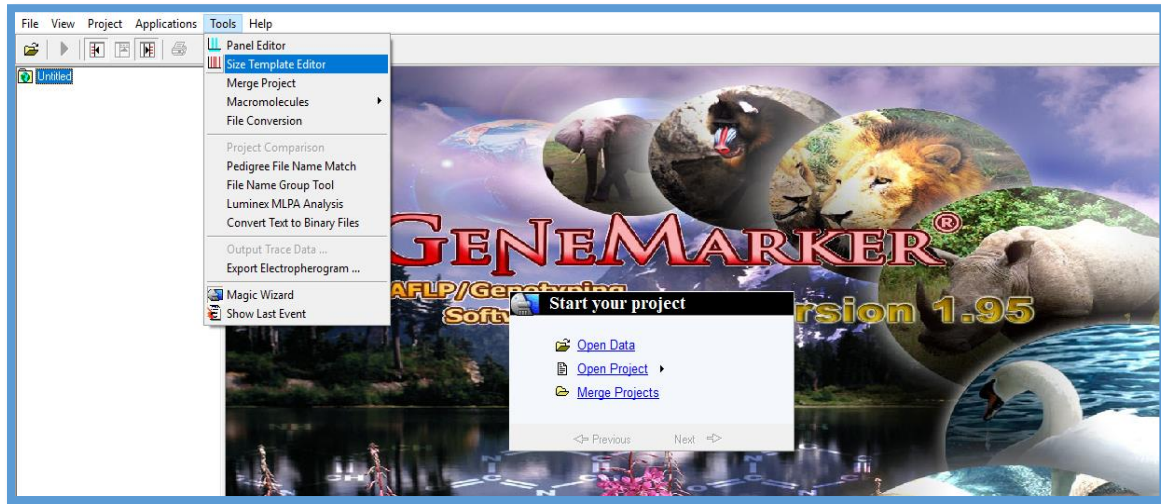 File View Project Applications Tools Help
Panel Editor
Size Template Editor
Merge Project
Macromolecules
File Conversion
Project Comparison
Pedigree File Name Match
File Name Group Tool
Luminex MLPA Analysis
Convert Text to Binary Files
Output Trace Data ...
Export Electropherogram ...
Magic Wizard
Show Last Event
Untitled
GENEMARKER®
AFLP/Genotyping
Version 1.95
Start your project
Open Data
Open Project
Merge Projects
Previous Next